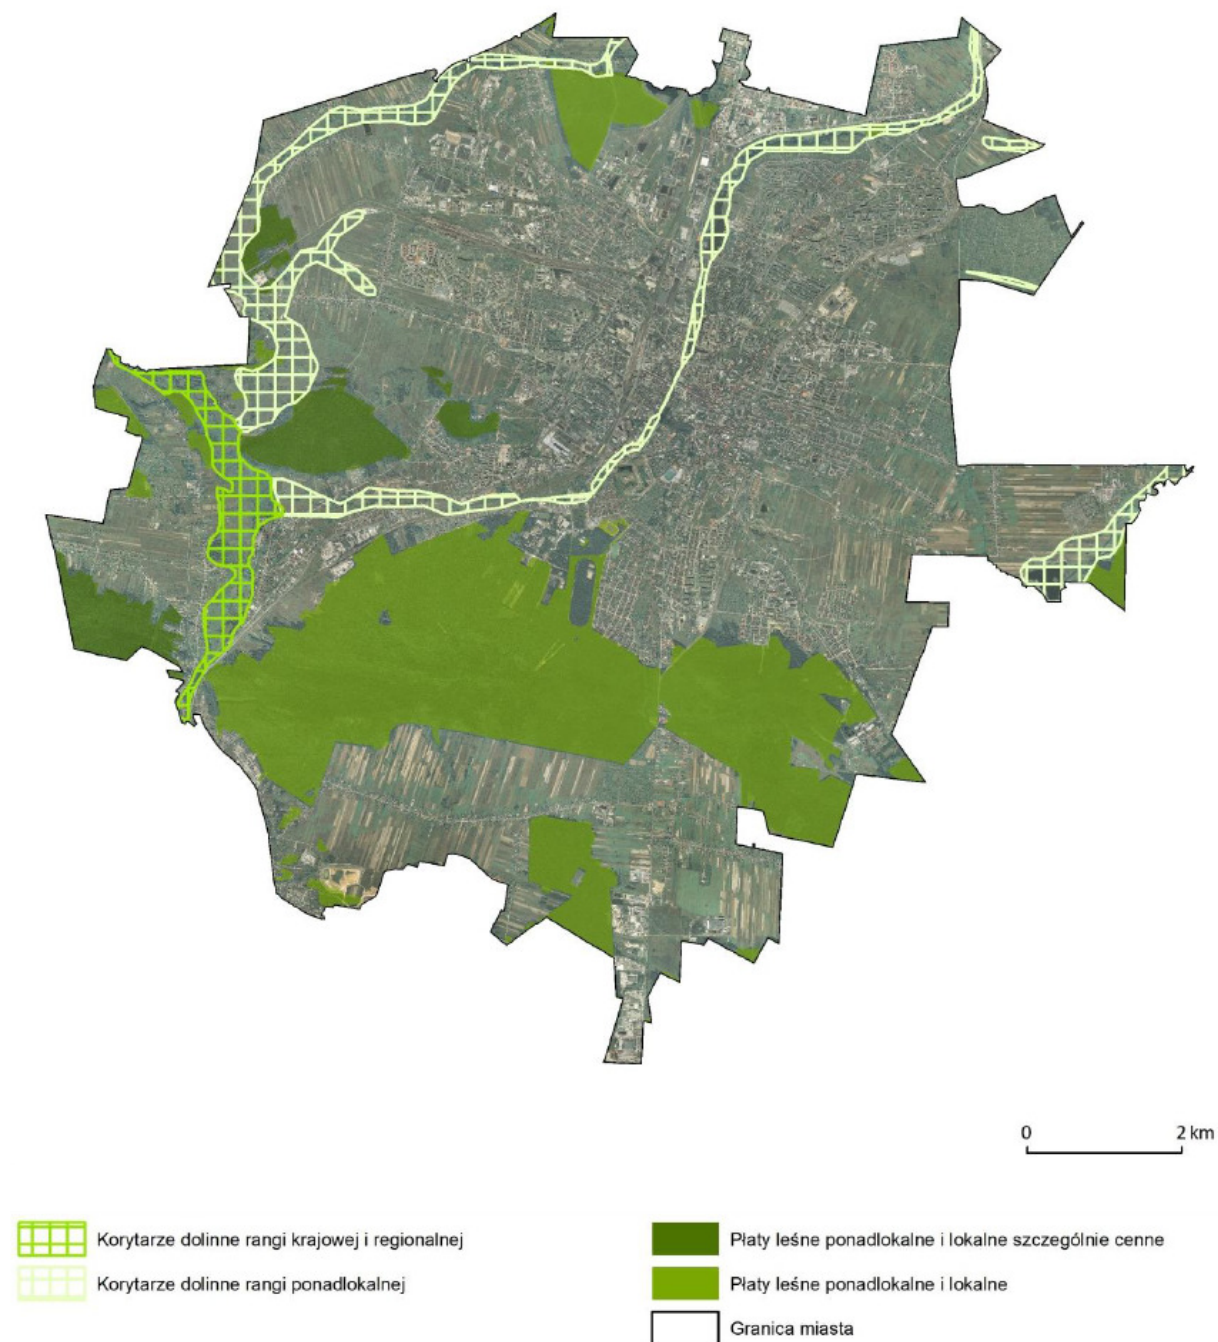 0 2 km
Korytarze dolinne rangi krajowej i regionalnej
Korytarze dolinne rangi ponadlokalnej
Płaty leśne ponadlokalne i lokalne szczególnie cenne
Płaty leśne ponadlokalne i lokalne
Granica miasta